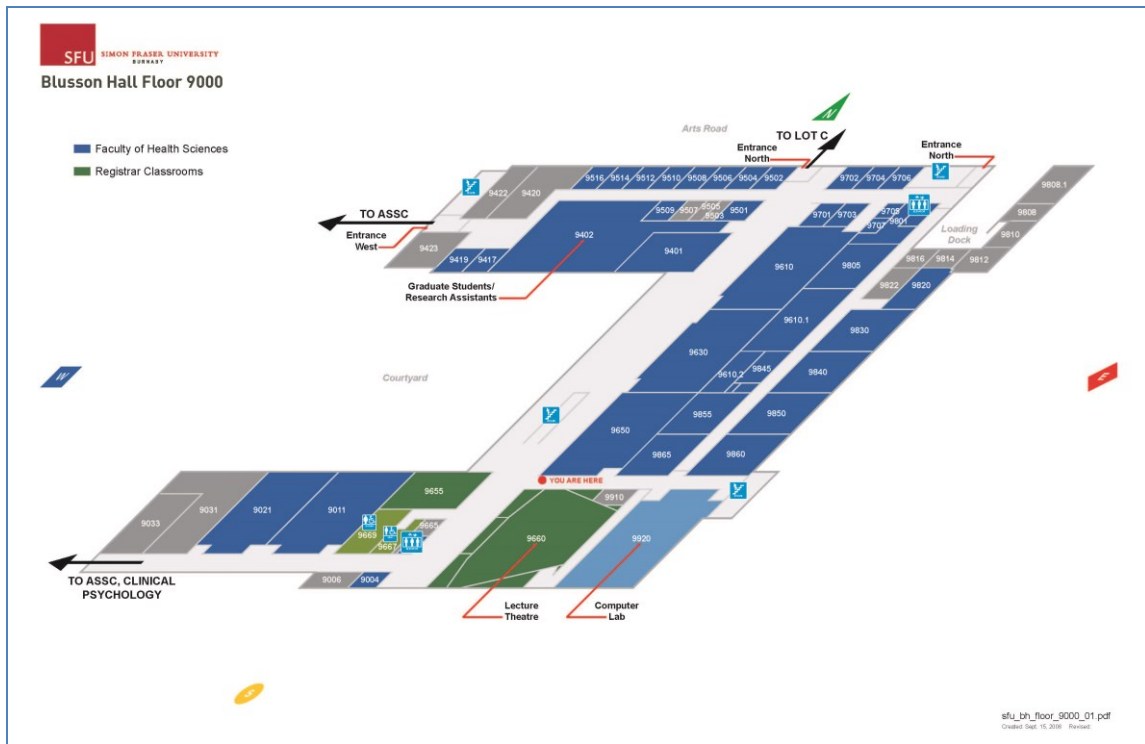 SFU SIMON FRASER UNIVERSITY
BURNABY
Blusson Hall Floor 9000
Faculty of Health Sciences
Registrar Classrooms
N
Arts Road
TO LOT C
Entrance
North
Entrance
North
9516 9514 9512 9510 9508 9506 9504 9502
9702 9704 9706
9422 9420
9808.1
9808
9810
TO ASSC
Entrance
West
9423
9419 9417
9402
9509 9507 9505 9503 9501
9401
9701 9703
9705
9801
9707
Loading
Dock
9816 9814 9812
9822 9820
Graduate Students/
Research Assistants
9610
9805
9610.1
9830
9630
9610.2
9845
9840
W
E
Courtyard
9650
9855
9850
9865
9860
YOU ARE HERE
9655
9910
9033
9031
9021
9011
9669
9667
9665
9660
9920
TO ASSC, CLINICAL
PSYCHOLOGY
9006 9004
Lecture
Theatre
Computer
Lab
S
sfu_bh_floor_9000_01.pdf
Created: Sept. 15, 2008 Revised: